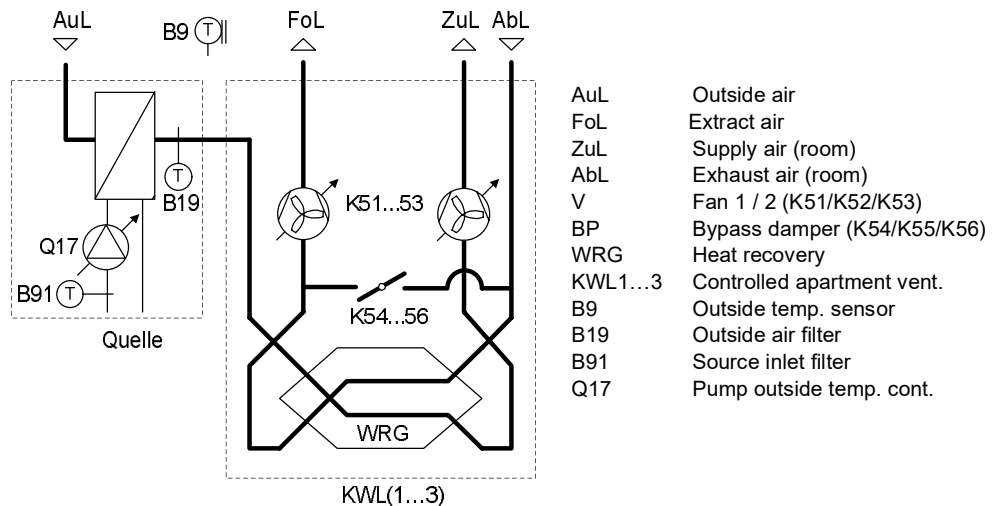 AuL
B9
T
FoL
ZuL AbL
T
B19
K51...53
Q17
B91
T
K54...56
Quelle
WRG
KWL(1...3)
AuL Outside air
FoL Extract air
ZuL Supply air (room)
AbL Exhaust air (room)
V Fan 1 / 2 (K51/K52/K53)
BP Bypass damper (K54/K55/K56)
WRG Heat recovery
KWL1...3 Controlled apartment vent.
B9 Outside temp. sensor
B19 Outside air filter
B91 Source inlet filter
Q17 Pump outside temp. cont.